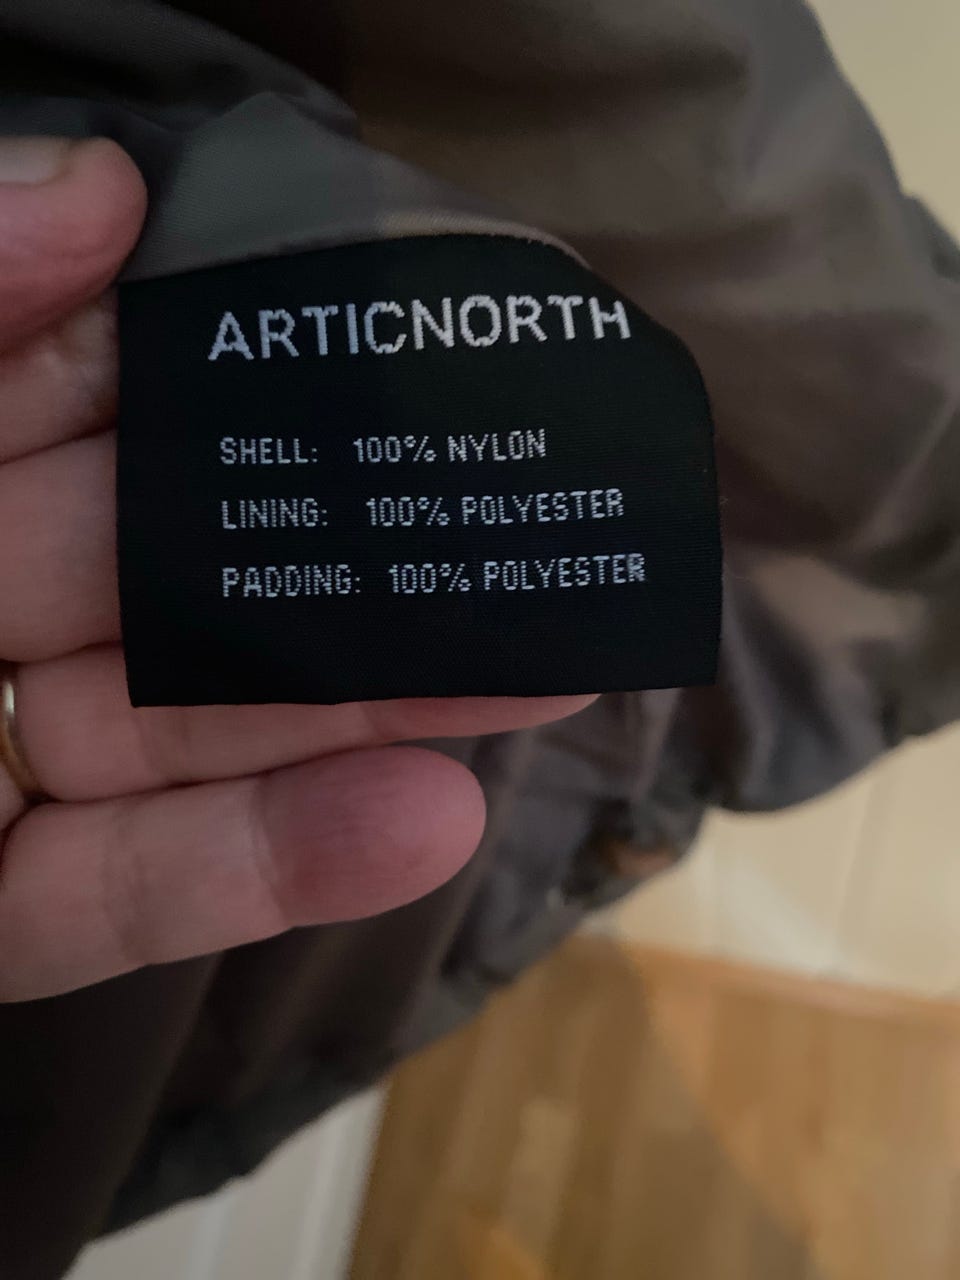 ARTICNORTH
SHELL: 100% NYLON
LINING: 100% POLYESTER
PADDING: 100% POLYESTER